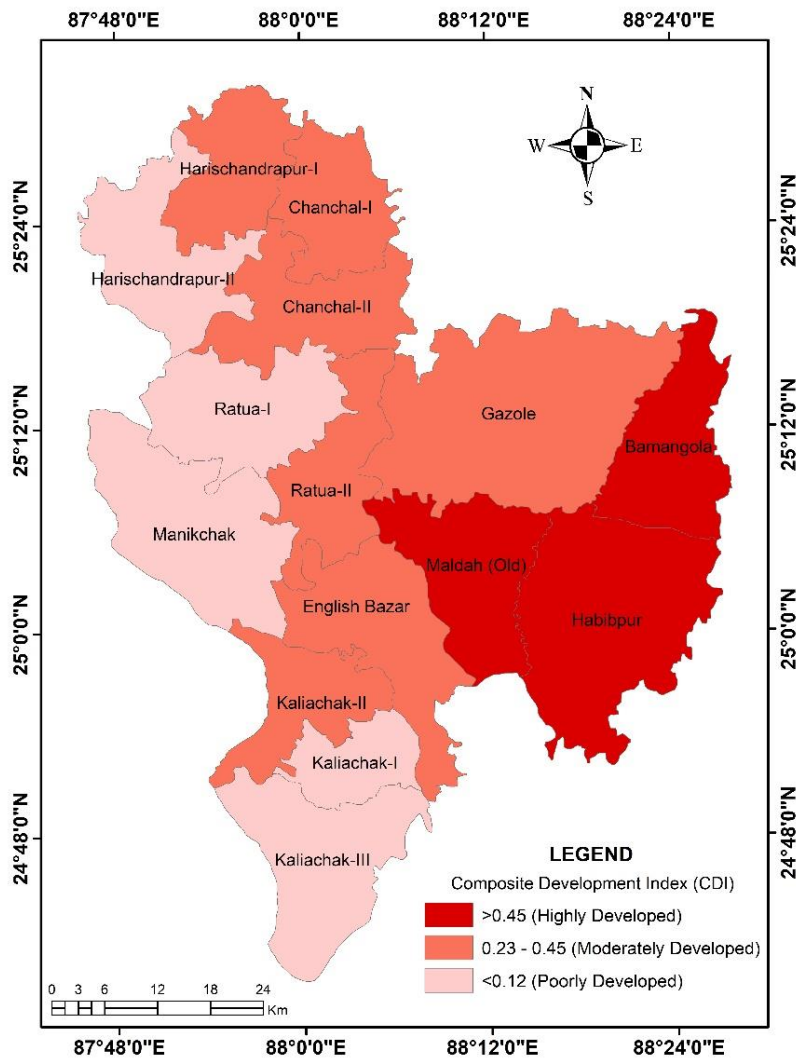 87°48'0"E 88°0'0"E 88°12'0"E 88°24'0"E
N
W E
S
25°24'0"N
25°12'0"N
25°0'0"N
24°48'0"N
25°24'0"N
25°12'0"N
25°0'0"N
24°48'0"N
Harischandrapur-I
Chanchal-I
Harischandrapur-II
Chanchal-II
Ratua-I
Gazole
Bamangola
Ratua-II
Manikchak
Maldah (Old)
English Bazar
Habibpur
Kaliachak-II
Kaliachak-I
Kaliachak-III
LEGEND
Composite Development Index (CDI)
>0.45 (Highly Developed)
0.23 - 0.45 (Moderately Developed)
<0.12 (Poorly Developed)
0 3 6 12 18 24
Km
87°48'0"E 88°0'0"E 88°12'0"E 88°24'0"E